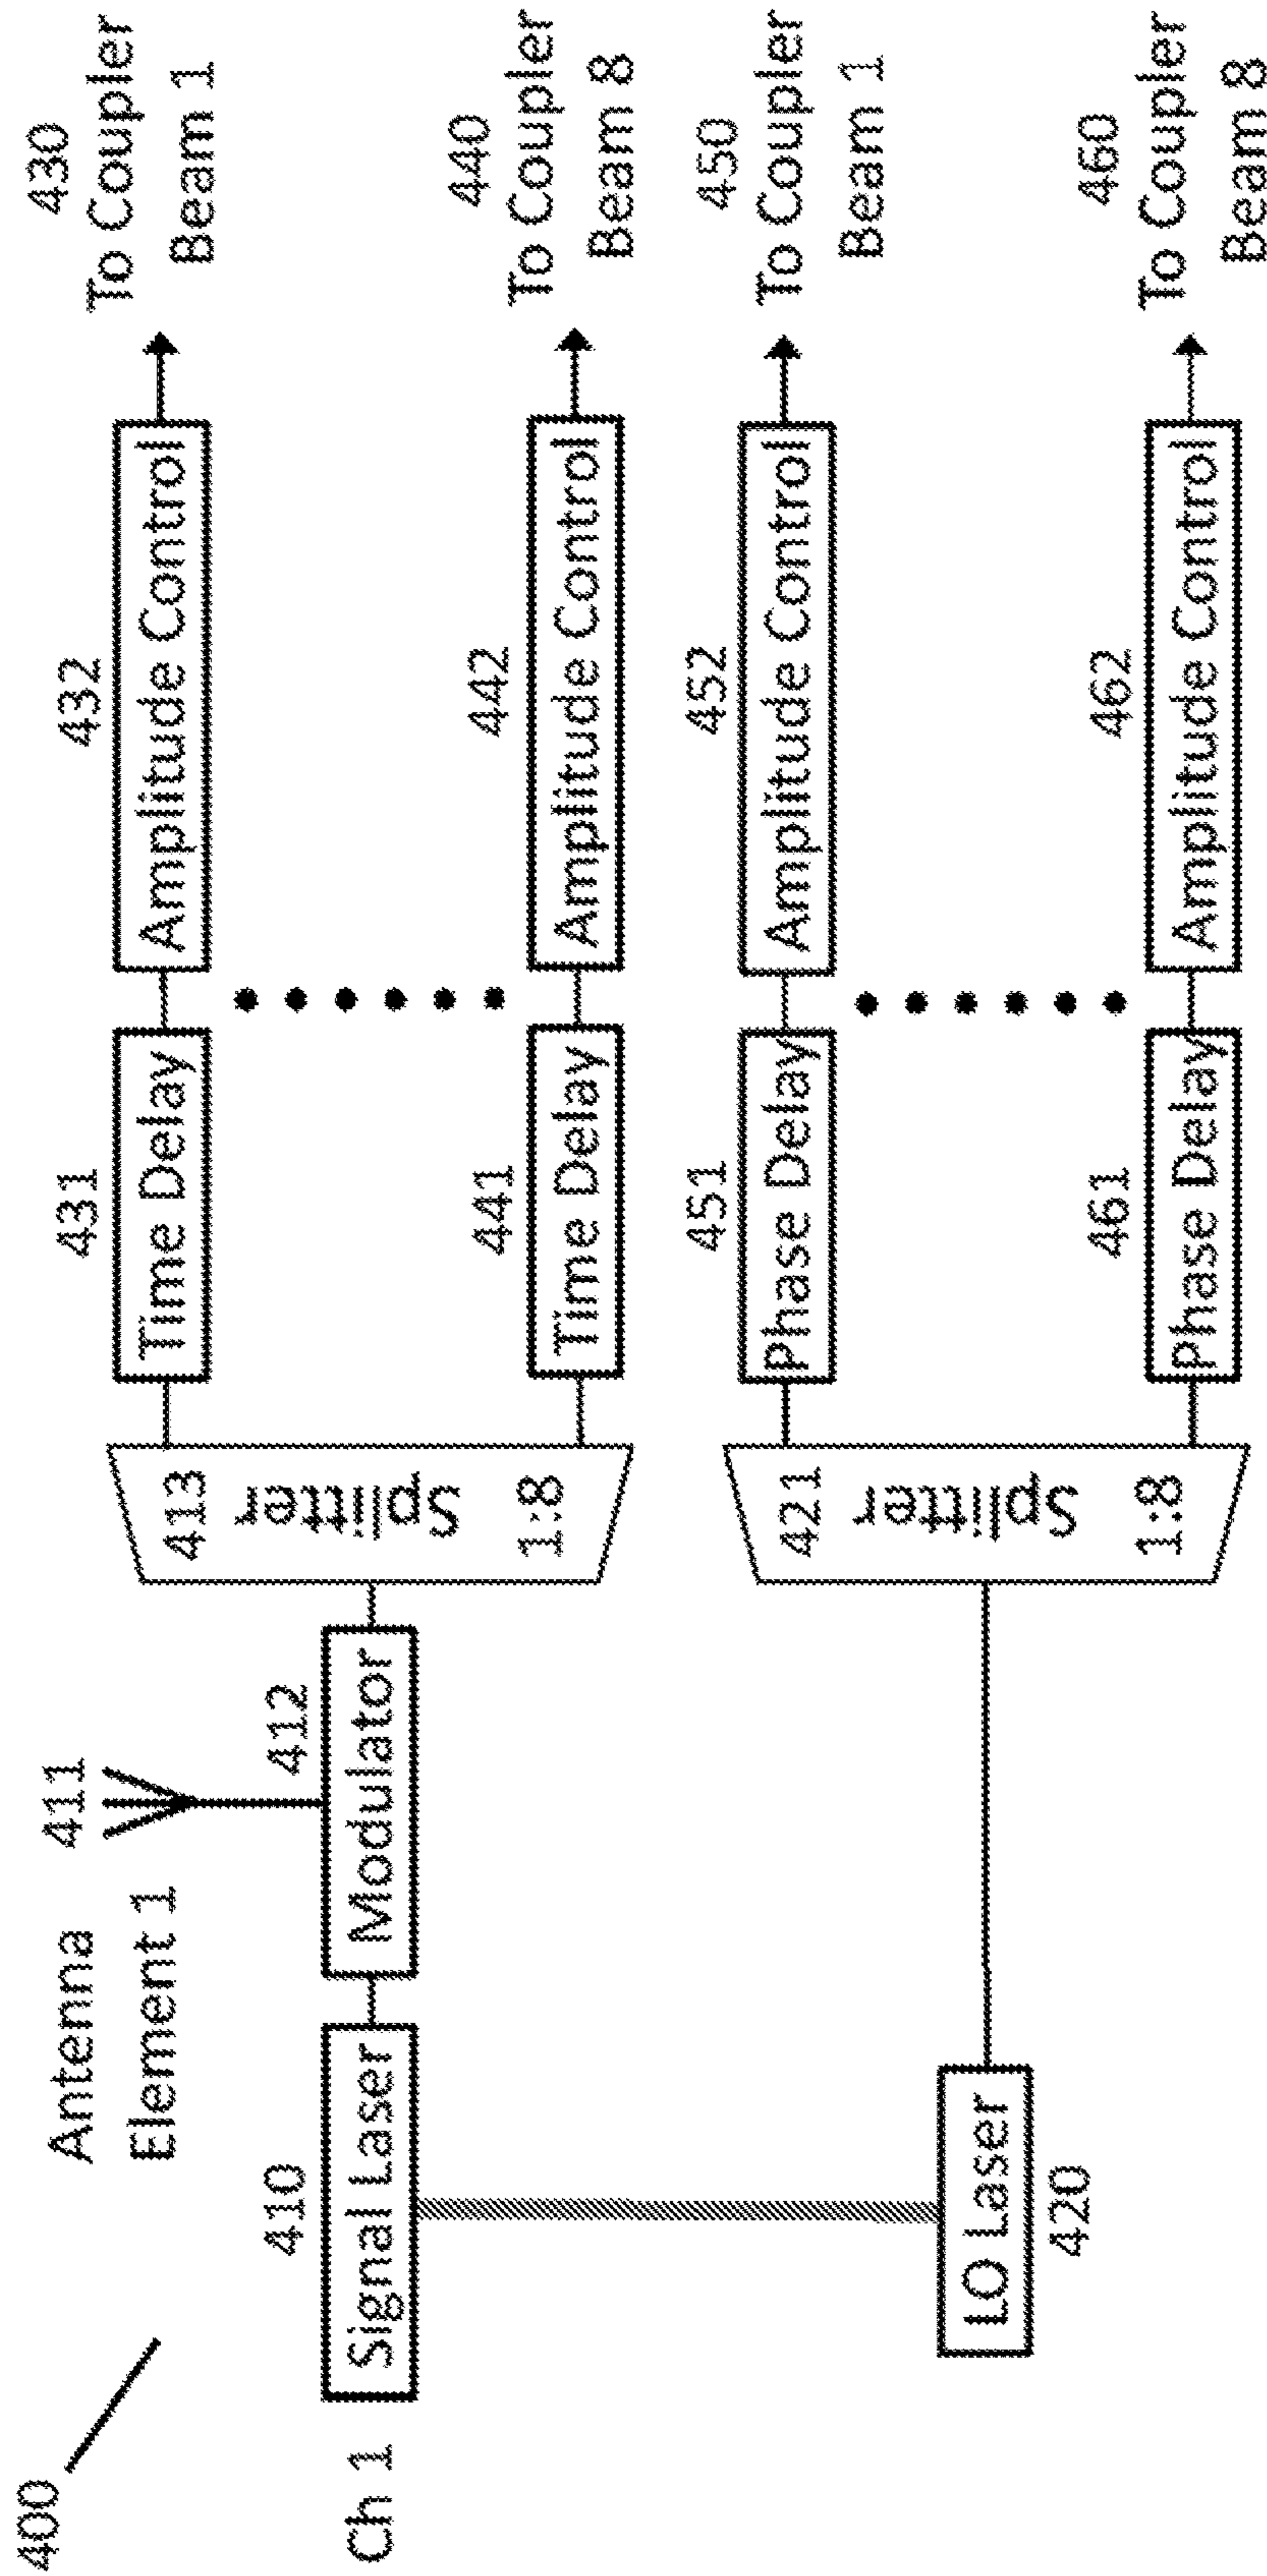 400
Antenna
Element 1
411
Ch 1
410
Signal Laser
412
Modulator
413
Splitter
1:8
431
Time Delay
432
Amplitude Control
430
To Coupler
Beam 1
441
Time Delay
442
Amplitude Control
440
To Coupler
Beam 8
LO Laser
420
421
Splitter
1:8
451
Phase Delay
452
Amplitude Control
450
To Coupler
Beam 1
461
Phase Delay
462
Amplitude Control
460
To Coupler
Beam 8